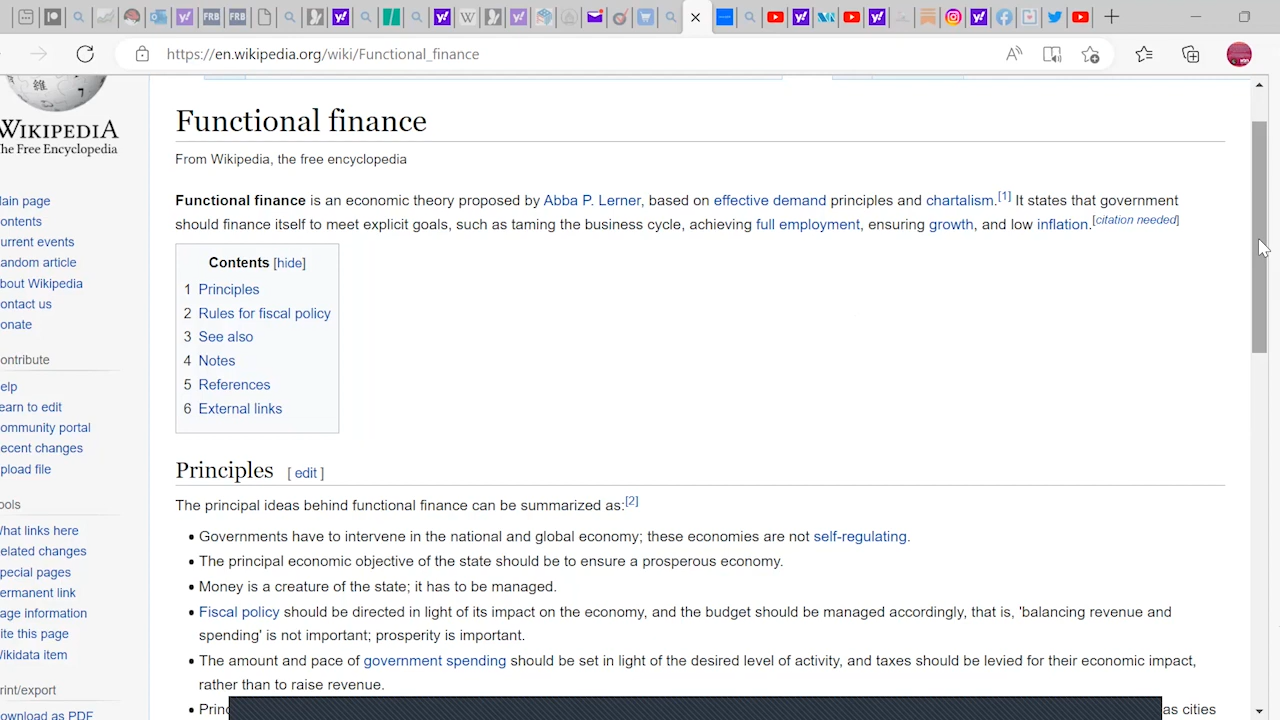 https://en.wikipedia.org/wiki/Functional_finance
WIKIPEDIA
The Free Encyclopedia
Main page
Contents
Current events
Random article
About Wikipedia
Contact us
Donate
Contribute
Help
Learn to edit
Community portal
Recent changes
Upload file
Tools
What links here
Related changes
Special pages
Permanent link
Page information
Cite this page
Wikidata item
Print/export
Download as PDF
Functional finance
From Wikipedia, the free encyclopedia
Functional finance is an economic theory proposed by Abba P. Lerner, based on effective demand principles and chartalism.[1] It states that government
should finance itself to meet explicit goals, such as taming the business cycle, achieving full employment, ensuring growth, and low inflation.[citation needed]
Contents [hide]
1 Principles
2 Rules for fiscal policy
3 See also
4 Notes
5 References
6 External links
Principles [ edit ]
The principal ideas behind functional finance can be summarized as:[2]
• Governments have to intervene in the national and global economy; these economies are not self-regulating.
• The principal economic objective of the state should be to ensure a prosperous economy.
• Money is a creature of the state; it has to be managed.
• Fiscal policy should be directed in light of its impact on the economy, and the budget should be managed accordingly, that is, 'balancing revenue and
spending' is not important; prosperity is important.
• The amount and pace of government spending should be set in light of the desired level of activity, and taxes should be levied for their economic impact,
rather than to raise revenue.
• Princ
as cities